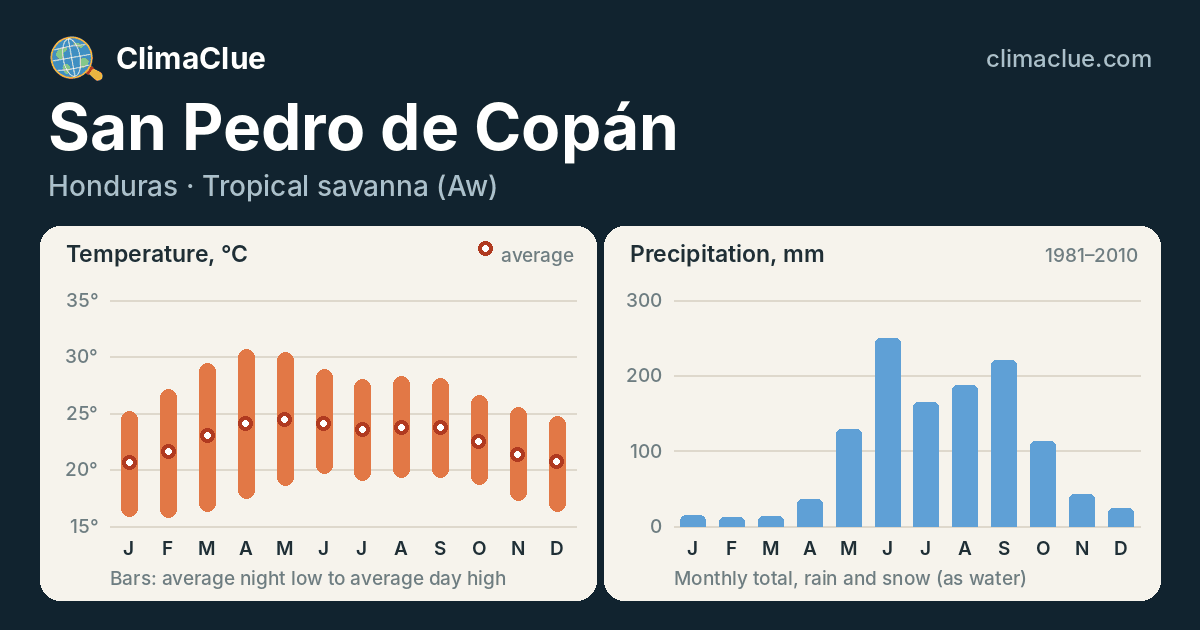 ClimaClue
climaclue.com
San Pedro de Copán
Honduras · Tropical savanna (Aw)
Temperature, °C
average
35°
30°
25°
20°
15°
J F M A M J J A S O N D
Bars: average night low to average day high
Precipitation, mm
1981–2010
300
200
100
0
J F M A M J J A S O N D
Monthly total, rain and snow (as water)